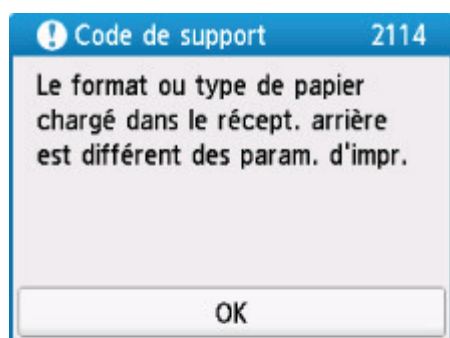 Code de support 2114
Le format ou type de papier
chargé dans le récept. arrière
est différent des param. d'impr.
OK